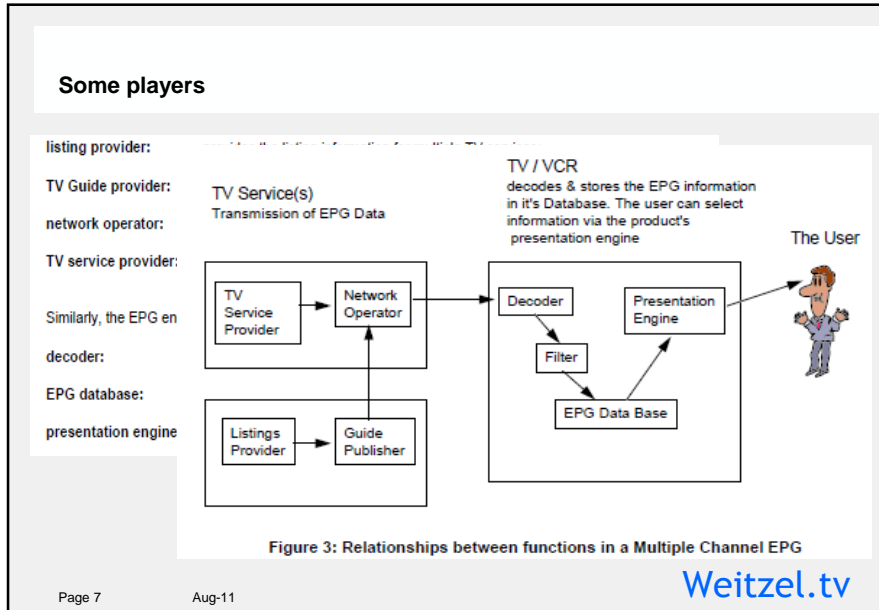 Some players
listing provider:
TV Guide provider:
network operator:
TV service provider:
Similarly, the EPG en
decoder:
EPG database:
presentation engine
TV Service(s)
Transmission of EPG Data
TV / VCR
decodes & stores the EPG information
in it's Database. The user can select
information via the product's
presentation engine
The User
TV
Service
Provider
Network
Operator
Listings
Provider
Guide
Publisher
Decoder
Filter
EPG Data Base
Presentation
Engine
Figure 3: Relationships between functions in a Multiple Channel EPG
Page 7
Aug-11
Weitzel.tv